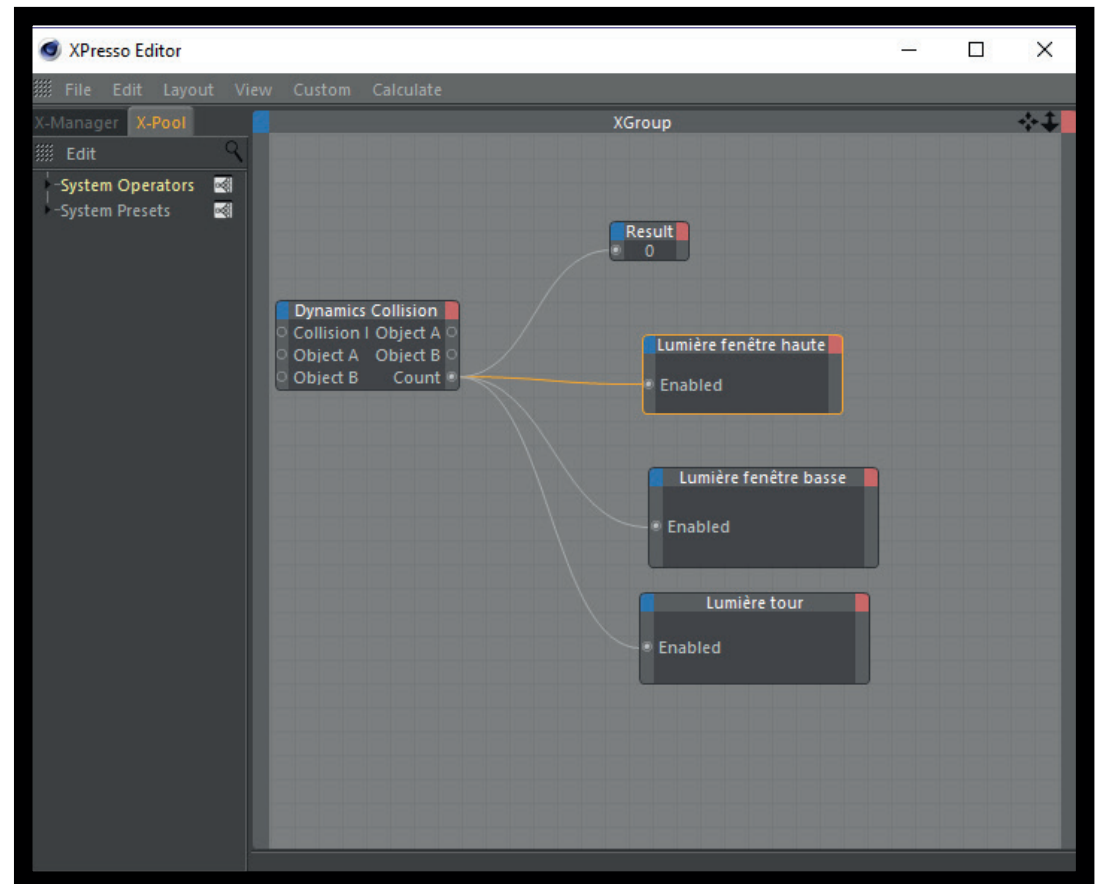 XPresso Editor
File Edit Layout View Custom Calculate
X-Manager X-Pool
XGroup
Edit
System Operators
System Presets
Result
0
Dynamics Collision
Collision I Object A
Object A Object B
Object B Count
Lumière fenêtre haute
Enabled
Lumière fenêtre basse
Enabled
Lumière tour
Enabled